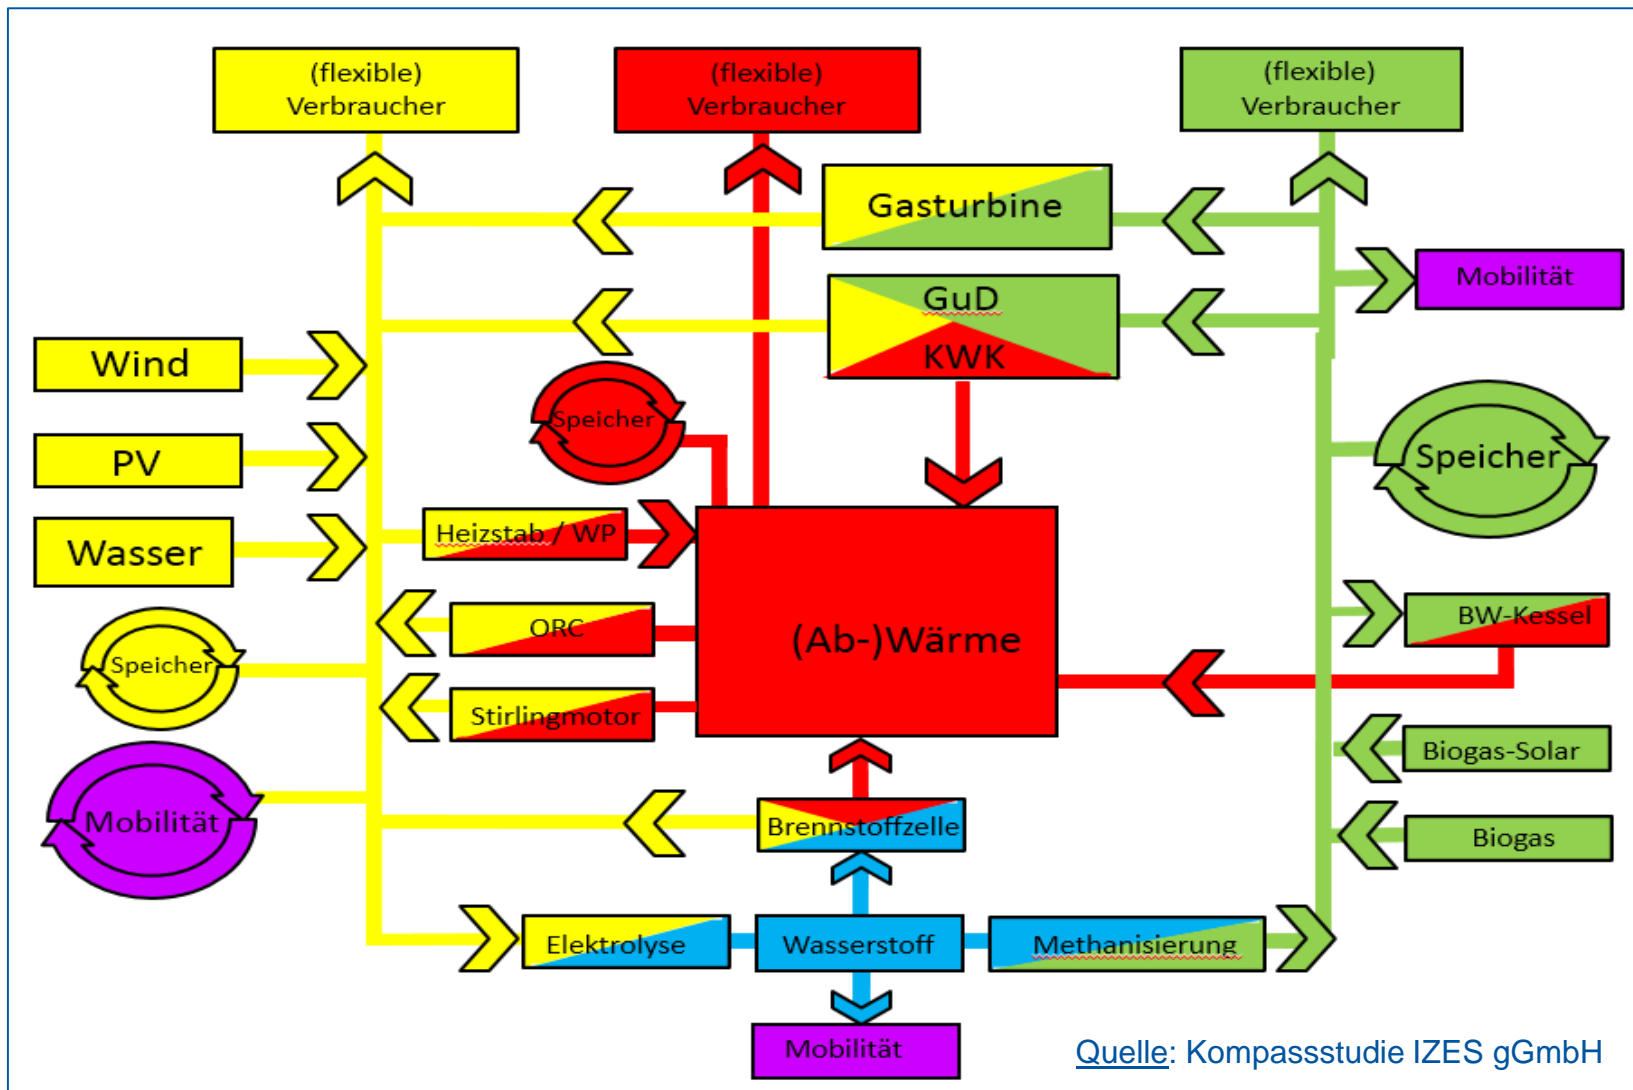 (flexible)
Verbraucher
(flexible)
Verbraucher
(flexible)
Verbraucher
Gasturbine
Mobilität
GuD
KWK
Wind
Speicher
PV
Speicher
Heizstab / WP
Wasser
(Ab-)Wärme
ORC
BW-Kessel
Speicher
Stirlingmotor
Biogas-Solar
Mobilität
Brennstoffzelle
Biogas
Elektrolyse
Wasserstoff
Methanisierung
Mobilität
Quelle: Kompassstudie IZES gGmbH